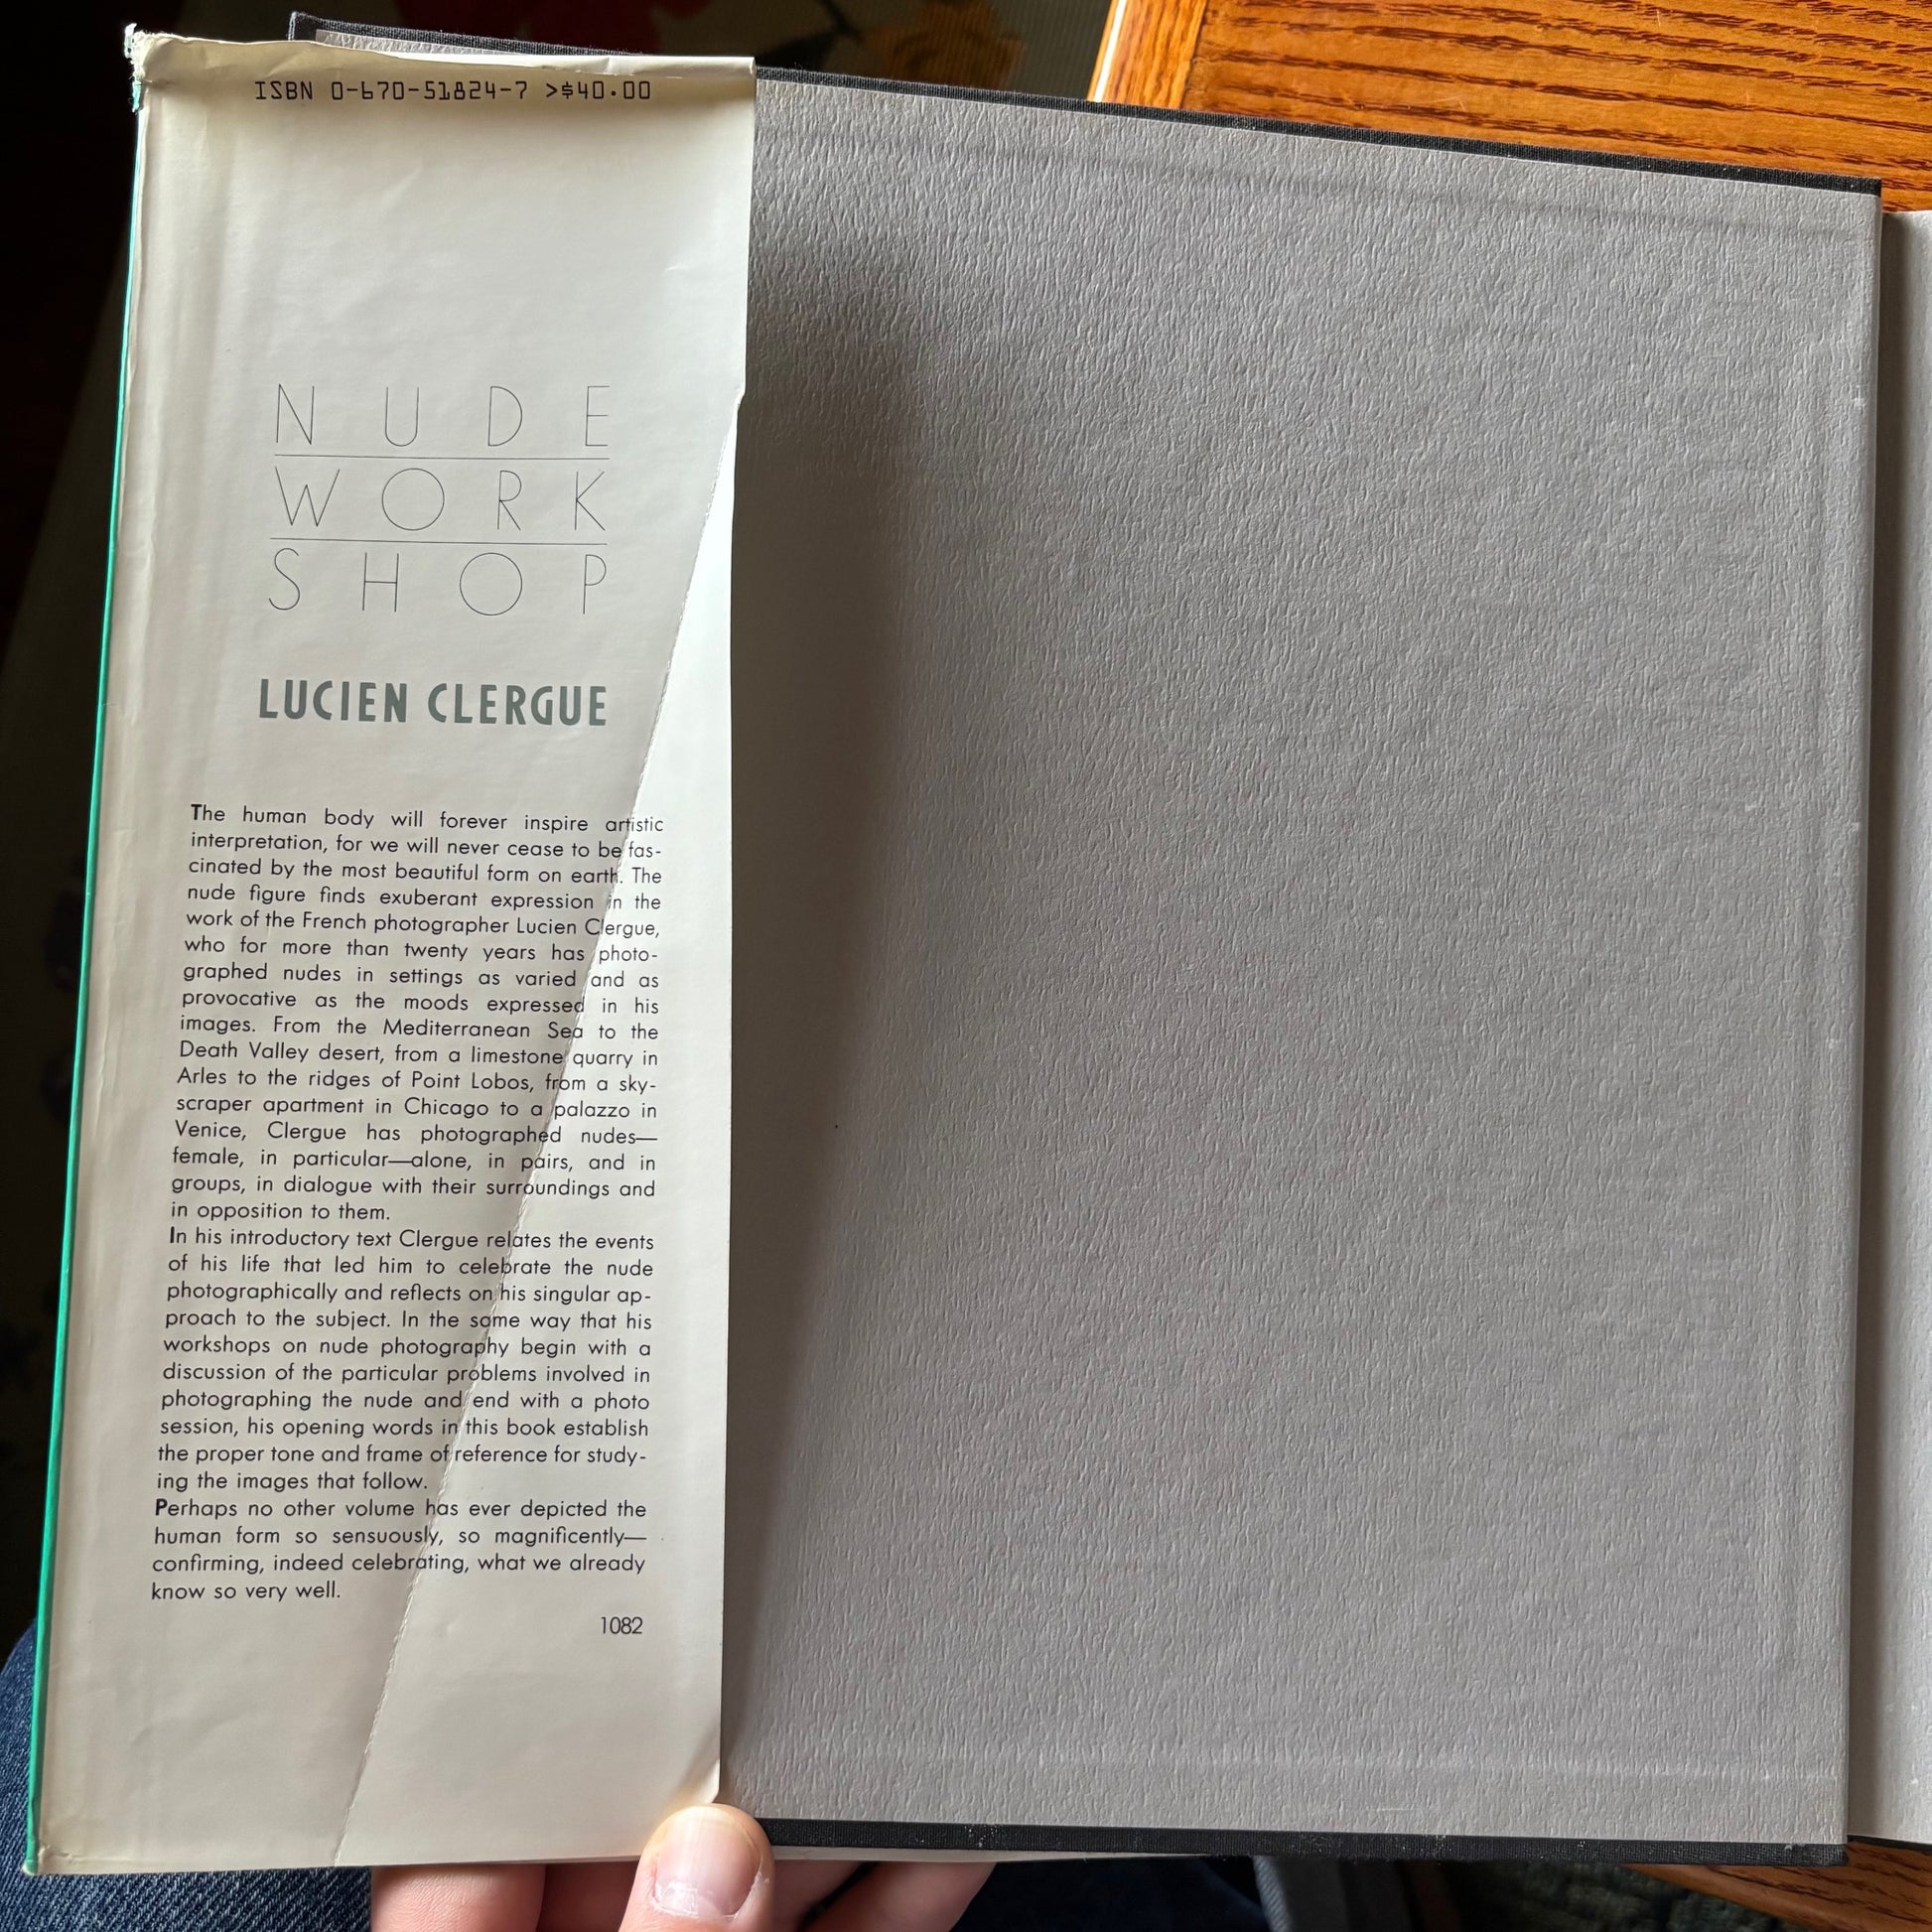 ISBN 0-670-51824-7 >$40.00
NUDE
WORK
SHOP
LUCIEN CLERGUE
The human body will forever inspire artistic
interpretation, for we will never cease to be fas-
cinated by the most beautiful form on earth. The
nude figure finds exuberant expression in the
work of the French photographer Lucien Clergue,
who for more than twenty years has photo-
graphed nudes in settings as varied and as
provocative as the moods expressed in his
images. From the Mediterranean Sea to the
Death Valley desert, from a limestone quarry in
Arles to the ridges of Point Lobos, from a sky-
scraper apartment in Chicago to a palazzo in
Venice, Clergue has photographed nudes—
female, in particular—alone, in pairs, and in
groups, in dialogue with their surroundings and
in opposition to them.
In his introductory text Clergue relates the events
of his life that led him to celebrate the nude
photographically and reflects on his singular ap-
proach to the subject. In the same way that his
workshops on nude photography begin with a
discussion of the particular problems involved in
photographing the nude and end with a photo
session, his opening words in this book establish
the proper tone and frame of reference for study-
ing the images that follow.
Perhaps no other volume has ever depicted the
human form so sensuously, so magnificently—
confirming, indeed celebrating, what we already
know so very well.
1082